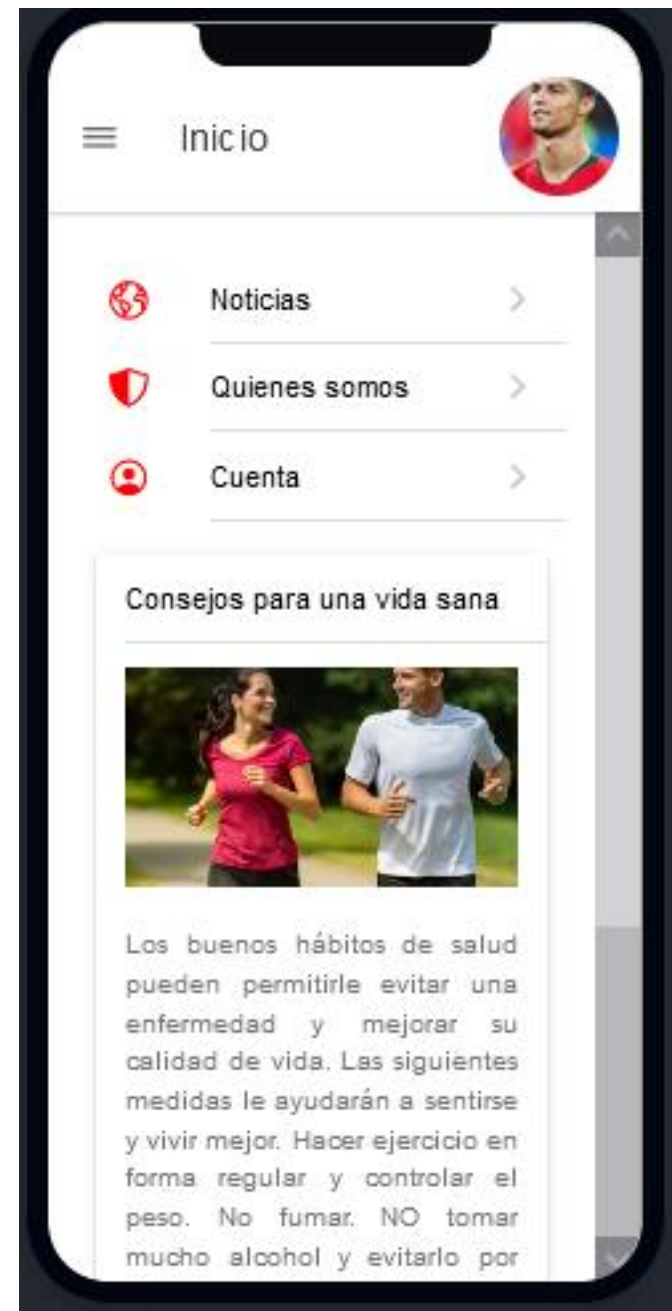 Inicio
Noticias
Quienes somos
Cuenta
Consejos para una vida sana
Los buenos hábitos de salud
pueden permitirle evitar una
enfermedad y mejorar su
calidad de vida. Las siguientes
medidas le ayudarán a sentirse
y vivir mejor. Hacer ejercicio en
forma regular y controlar el
peso. No fumar. NO tomar
mucho alcohol y evitarlo por